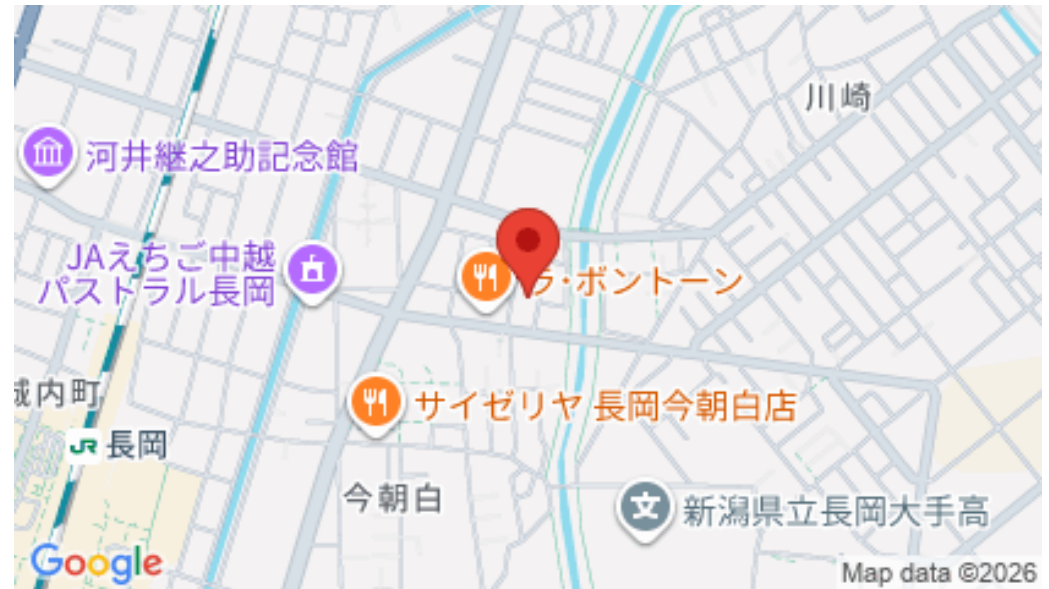 川崎
河井継之助記念館
JAえちご中越
パストラル長岡
ラ・ボントーン
城内町
サイゼリヤ 長岡今朝白店
JR 長岡
今朝白
文
新潟県立長岡大手高
Google
Map data ©2026